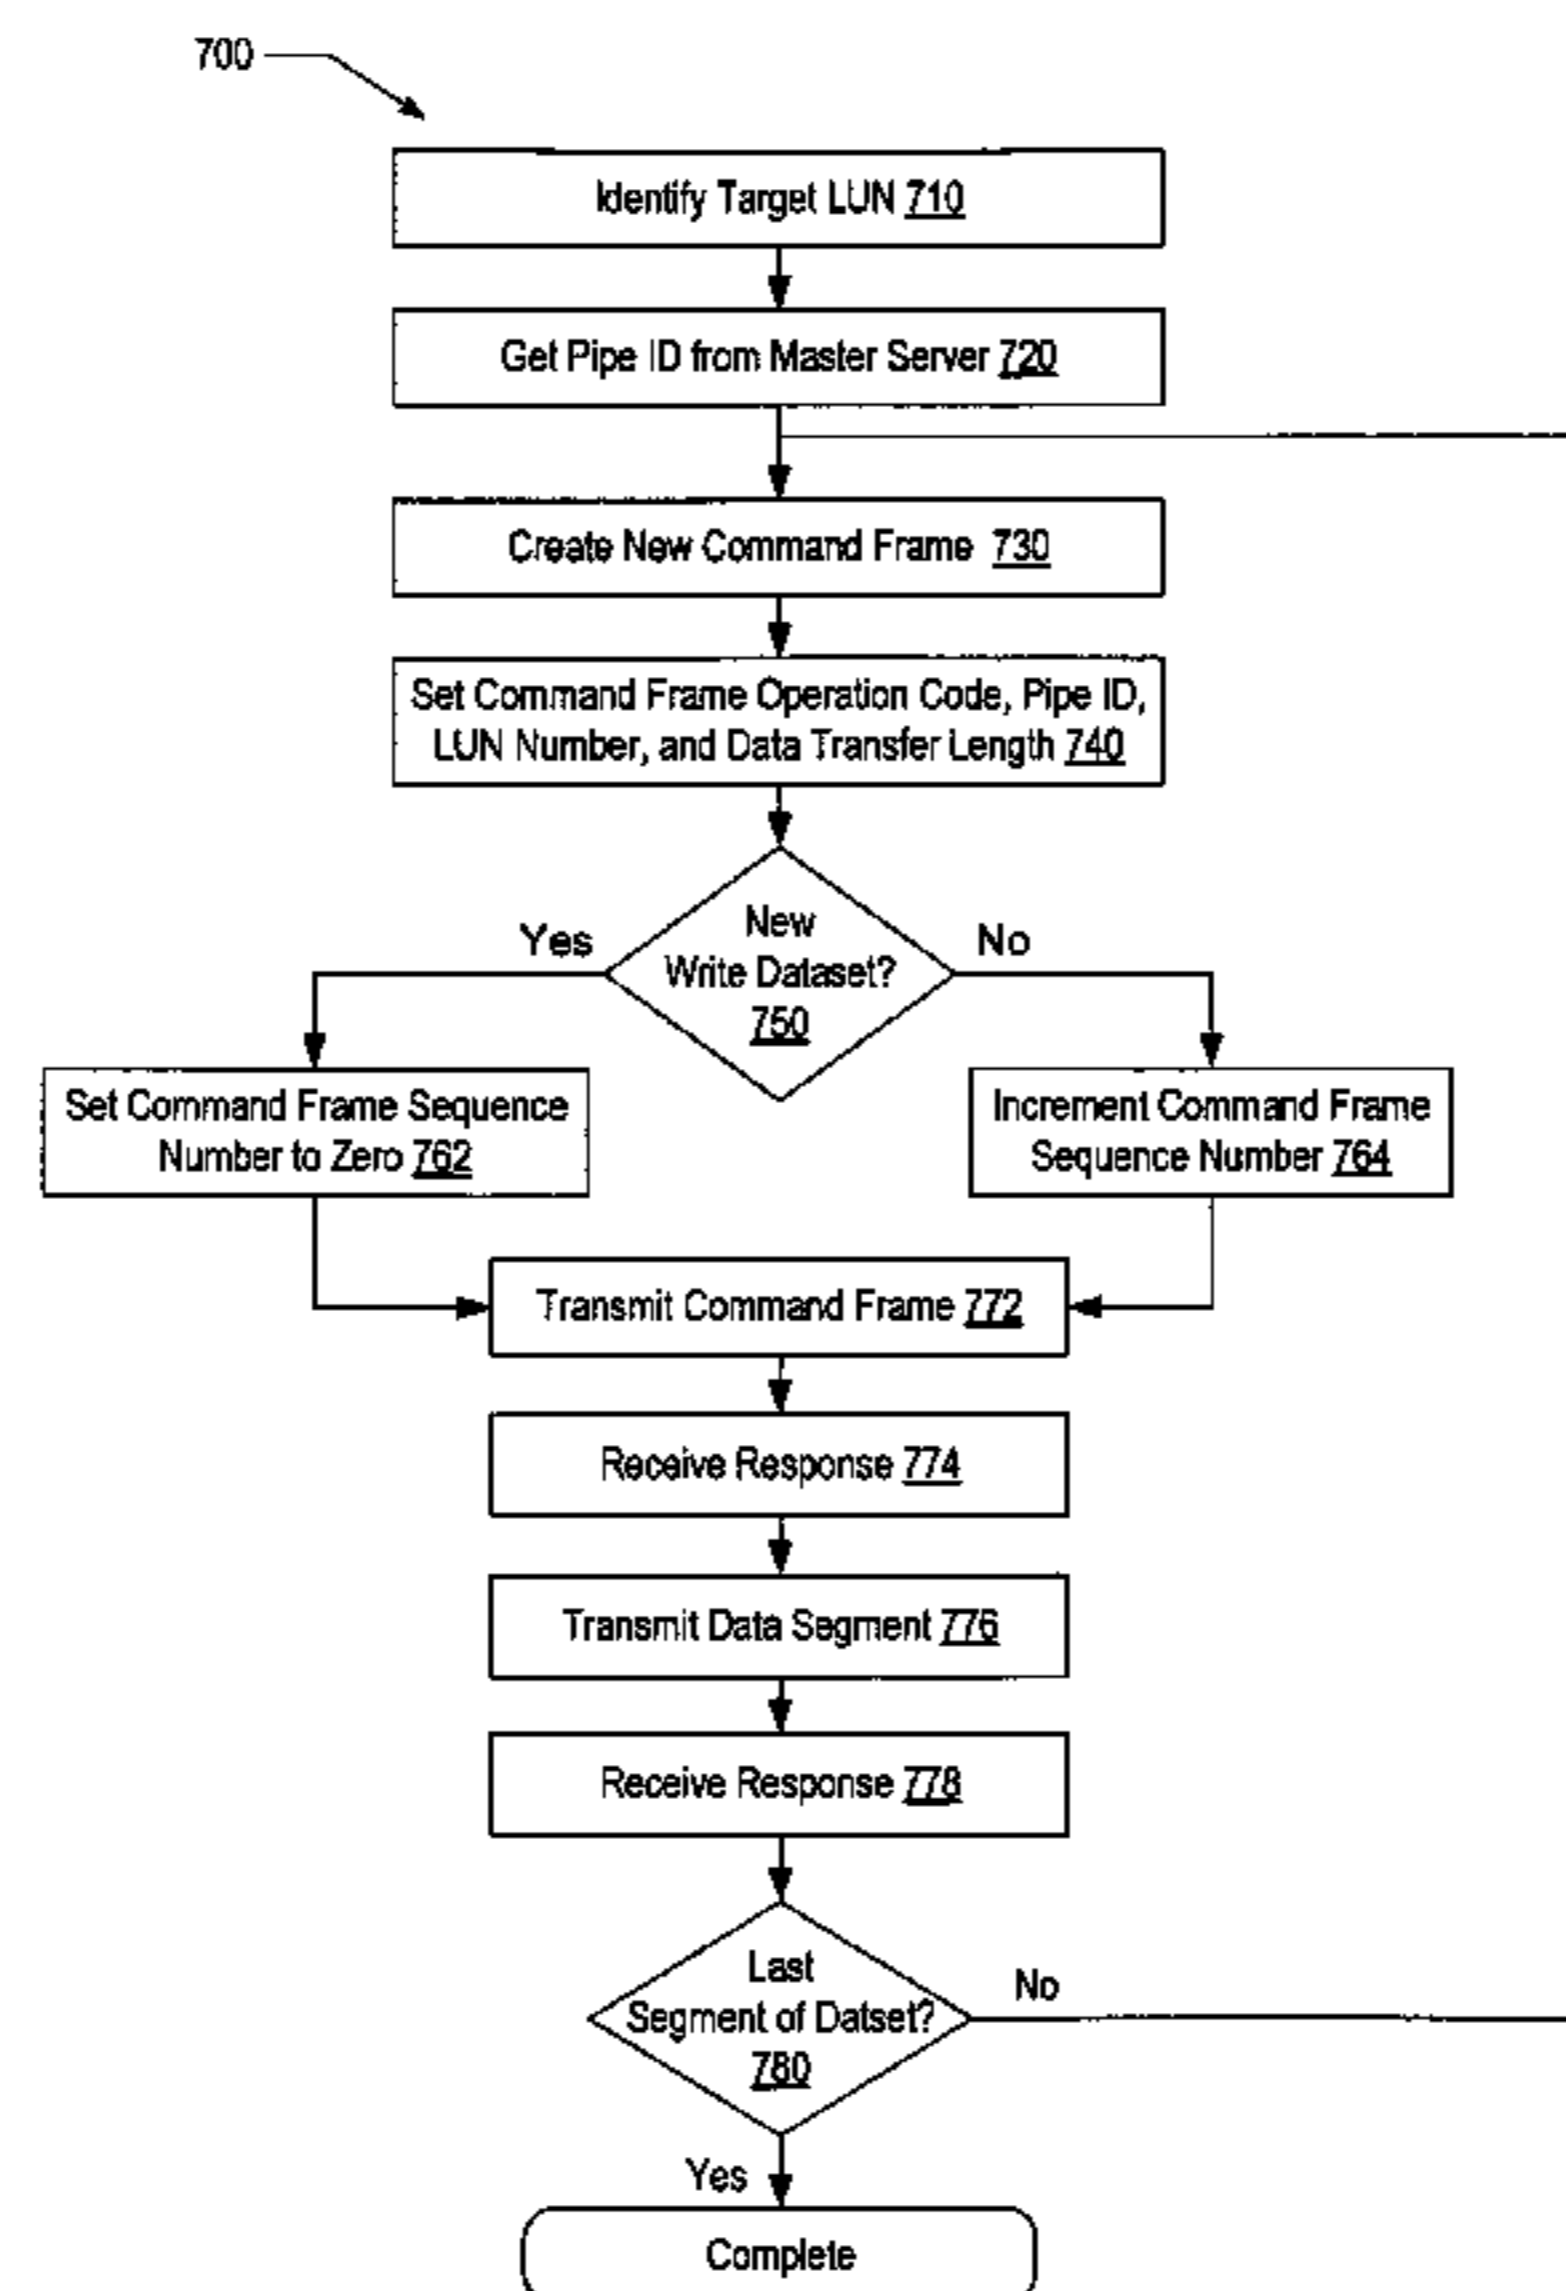 700
Identify Target LUN 710
Get Pipe ID from Master Server 720
Create New Command Frame 730
Set Command Frame Operation Code, Pipe ID,
LUN Number, and Data Transfer Length 740
New
Write Dataset?
750
Yes
No
Set Command Frame Sequence
Number to Zero 762
Increment Command Frame
Sequence Number 764
Transmit Command Frame 772
Receive Response 774
Transmit Data Segment 776
Receive Response 778
Last
Segment of Datset?
780
No
Yes
Complete